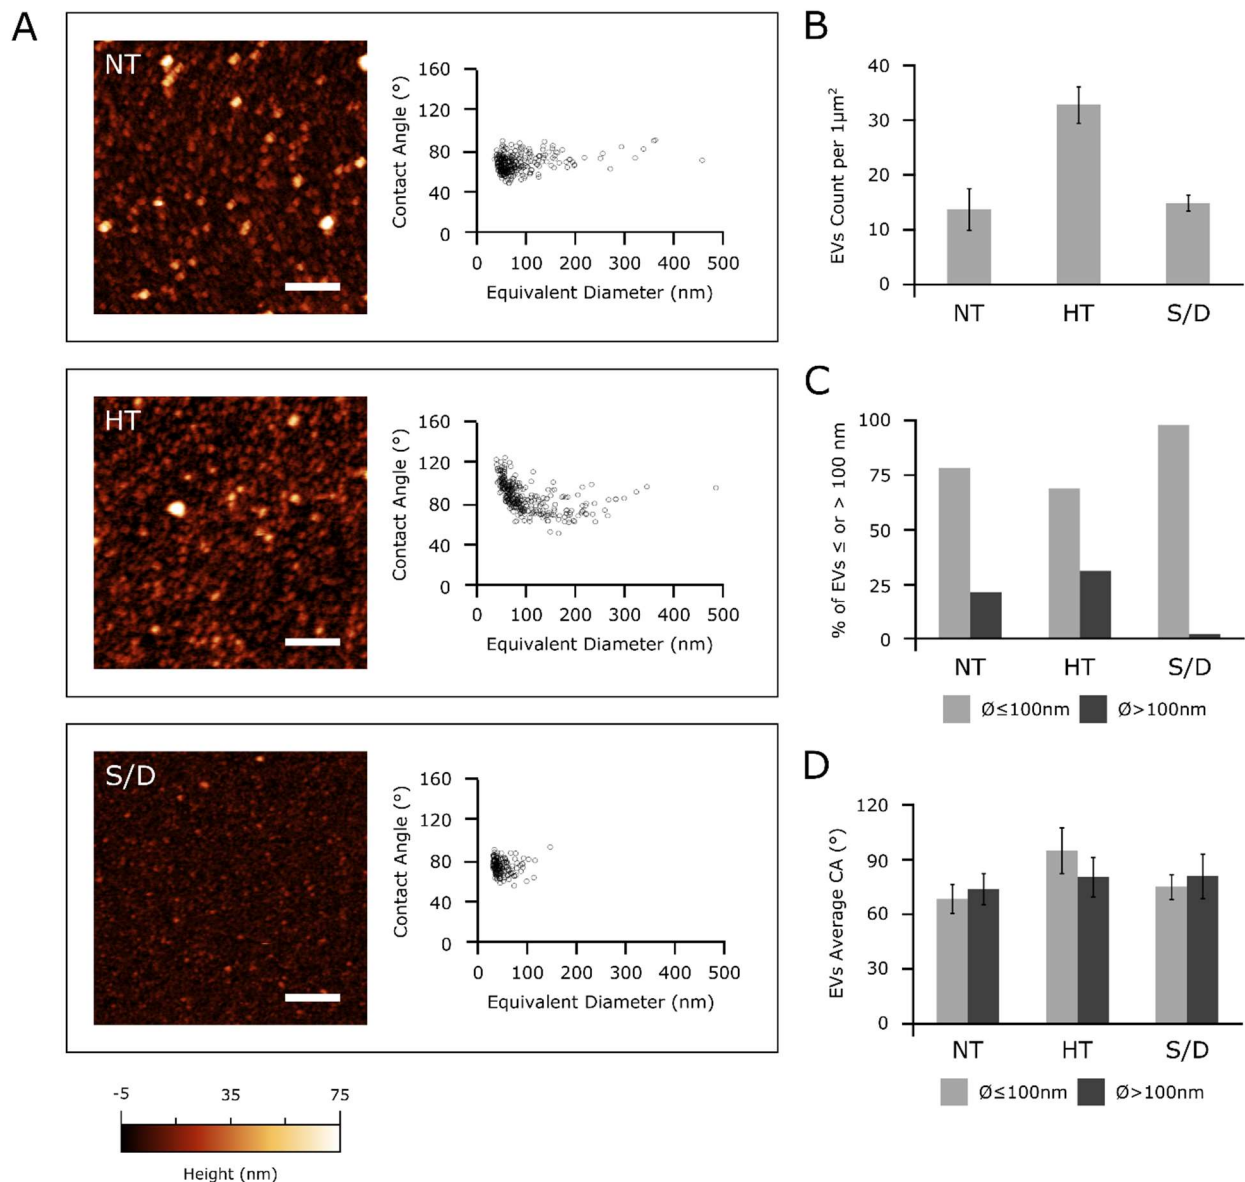 A
NT
160
120
80
40
0
Contact Angle (°)
0 100 200 300 400 500
Equivalent Diameter (nm)
HT
160
120
80
40
0
Contact Angle (°)
0 100 200 300 400 500
Equivalent Diameter (nm)
S/D
160
120
80
40
0
Contact Angle (°)
0 100 200 300 400 500
Equivalent Diameter (nm)
-5 35 75
Height (nm)
B
40
30
20
10
0
EVs Count per 1µm²
NT HT S/D
C
100
75
50
25
0
% of EVs ≤ or > 100 nm
NT HT S/D
Ø≤100nm Ø>100nm
D
120
90
60
30
0
EVs Average CA (°)
NT HT S/D
Ø≤100nm Ø>100nm